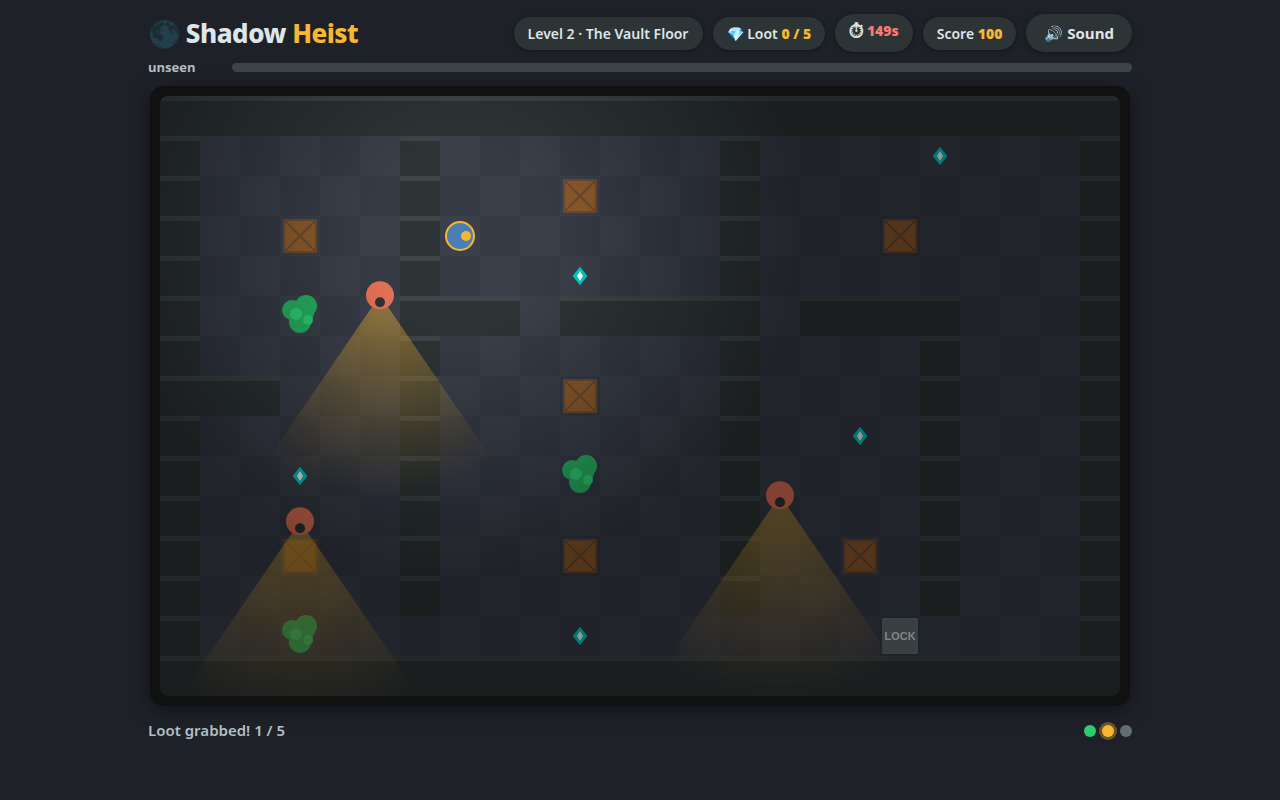 Shadow Heist
Level 2 · The Vault Floor
💎 Loot 0 / 5
⏱ 149s
Score 100
🔊 Sound
unseen
LOCK
Loot grabbed! 1 / 5